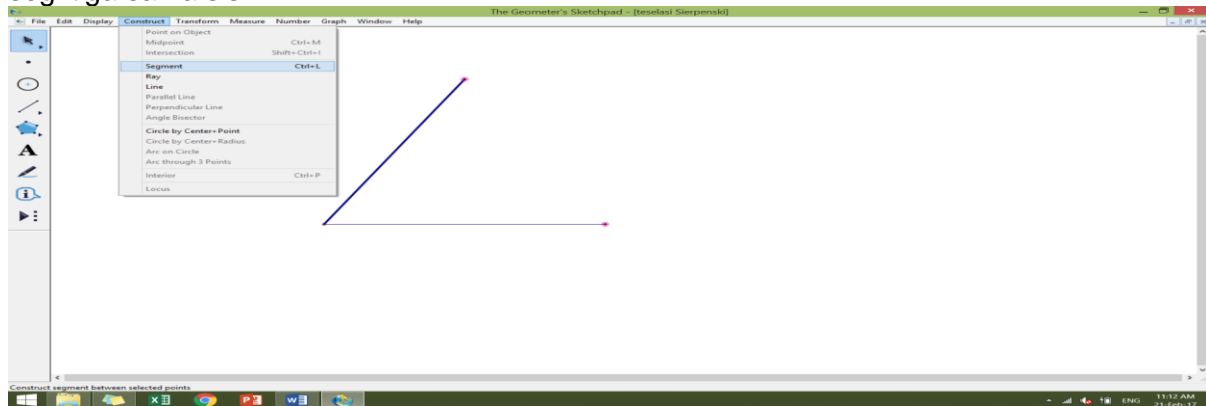 The Geometer's Sketchpad - [teselasi Sierpenski]
File Edit Display Construct Transform Measure Number Graph Window Help
Point on Object
Midpoint Ctrl+M
Intersection Shift+Ctrl+I
Segment Ctrl+L
Ray
Line
Parallel Line
Perpendicular Line
Angle Bisector
Circle by Center+Point
Circle by Center+Radius
Arc on Circle
Arc through 3 Points
Interior Ctrl+P
Locus
A
Construct segment between selected points
ENG 11:12 AM
21-Feb-17